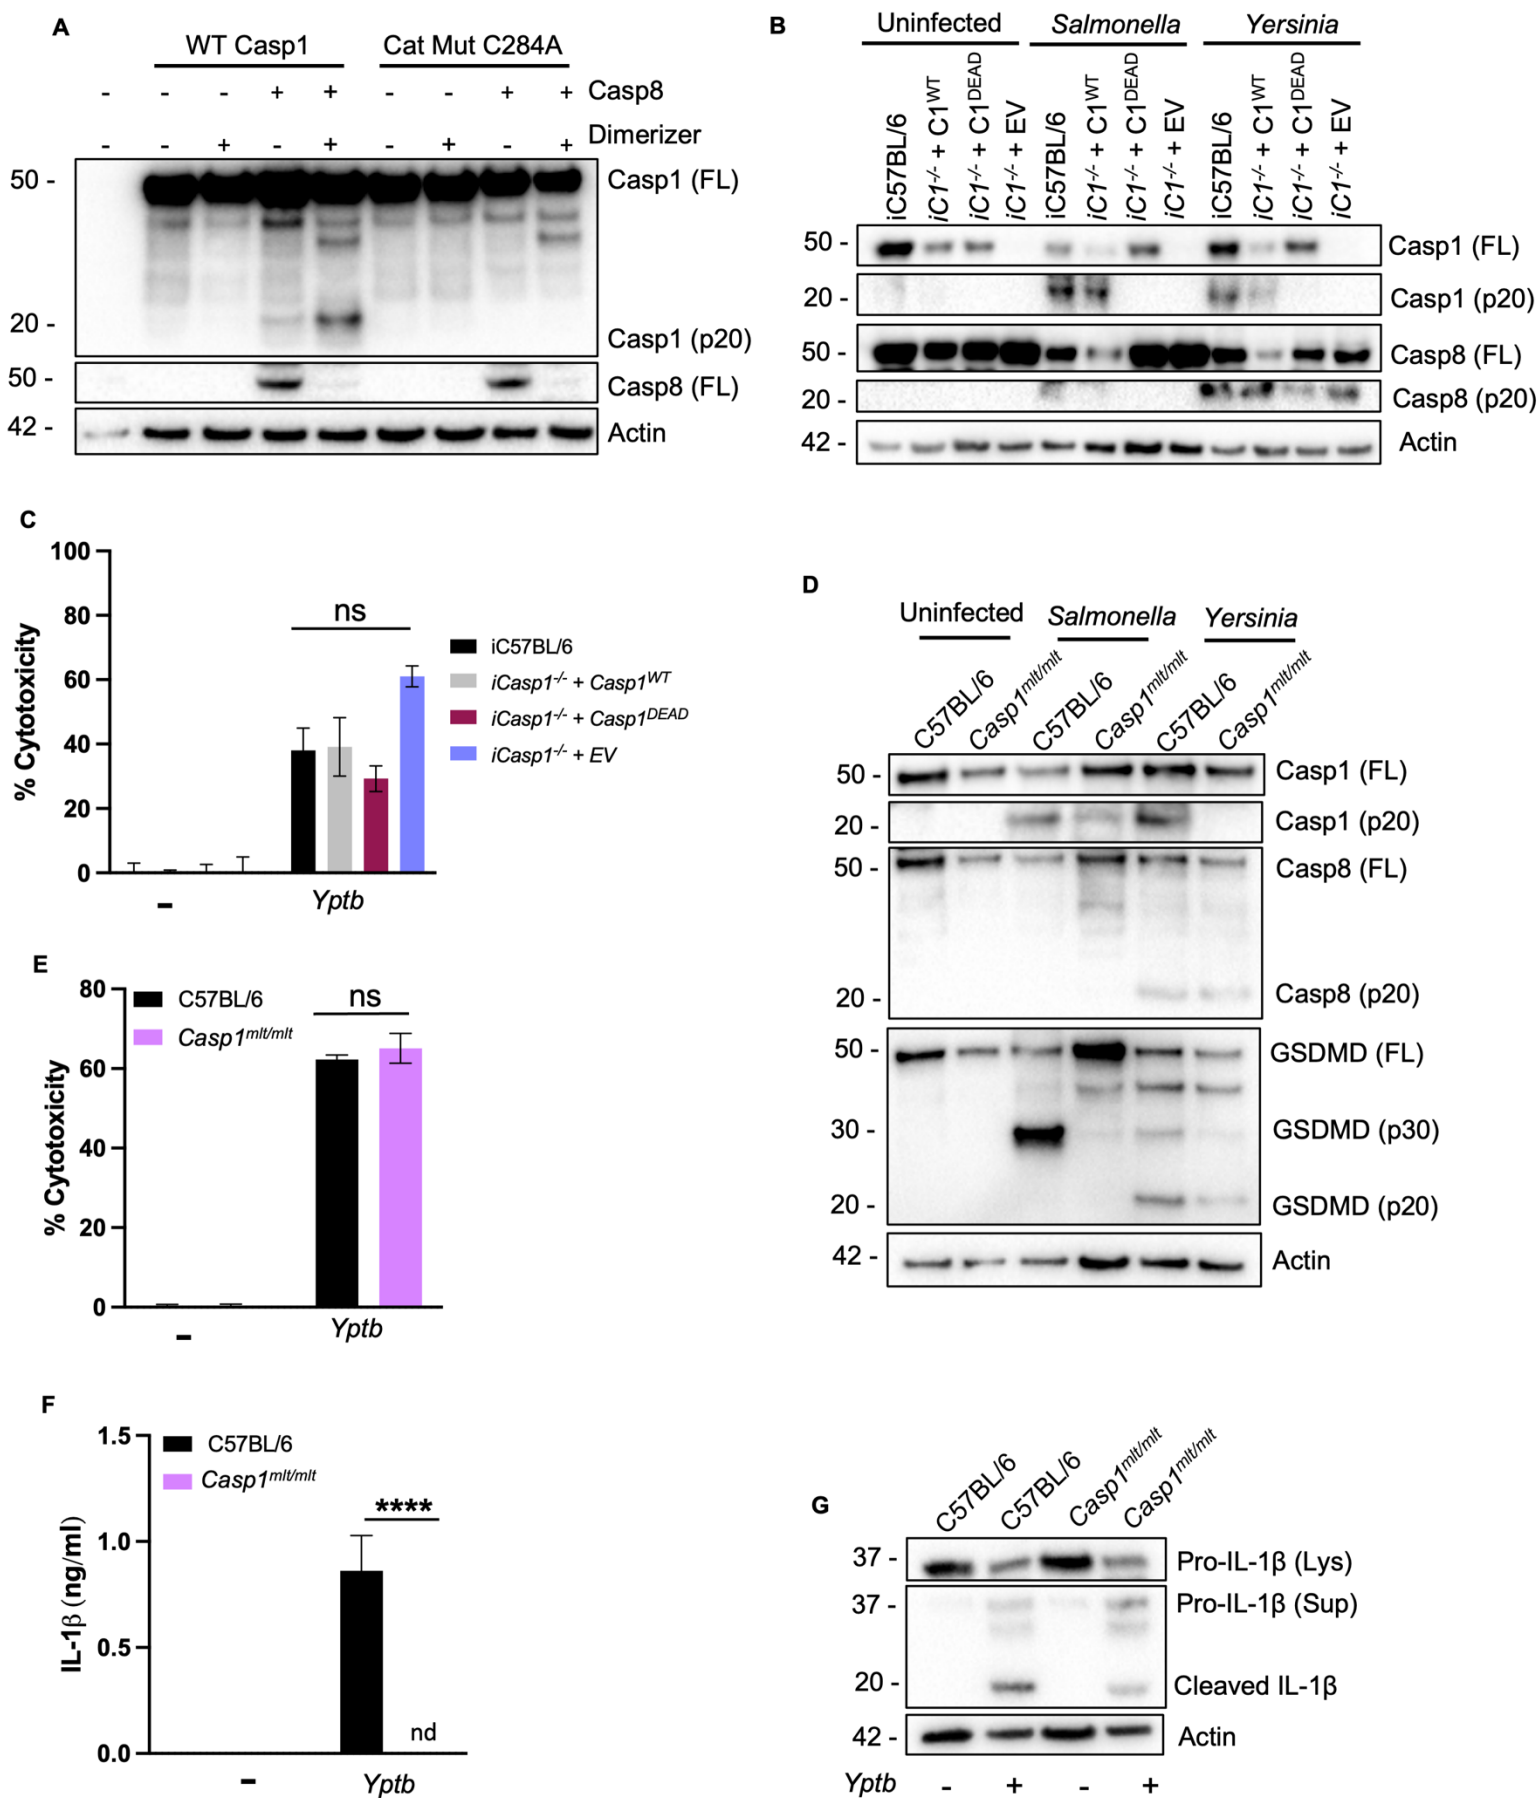 A
WT Casp1 Cat Mut C284A
- - - + + - - + + Casp8
- - + - + - + - + Dimerizer
50 - Casp1 (FL)
20 - Casp1 (p20)
50 - Casp8 (FL)
42 - Actin
B
Uninfected Salmonella Yersinia
iC57BL/6 iC1-/- + C1WT iC1-/- + C1DEAD iC1-/- + EV iC57BL/6 iC1-/- + C1WT iC1-/- + C1DEAD iC1-/- + EV iC57BL/6 iC1-/- + C1WT iC1-/- + C1DEAD iC1-/- + EV
50 - Casp1 (FL)
20 - Casp1 (p20)
50 - Casp8 (FL)
20 - Casp8 (p20)
42 - Actin
C
% Cytotoxicity
100
80
60
40
20
0
ns
- Yptb
iC57BL/6
iCasp1-/- + Casp1WT
iCasp1-/- + Casp1DEAD
iCasp1-/- + EV
D
Uninfected Salmonella Yersinia
C57BL/6 Casp1mlt/mlt C57BL/6 Casp1mlt/mlt C57BL/6 Casp1mlt/mlt
50 - Casp1 (FL)
20 - Casp1 (p20)
50 - Casp8 (FL)
20 - Casp8 (p20)
50 - GSDMD (FL)
30 - GSDMD (p30)
20 - GSDMD (p20)
42 - Actin
E
% Cytotoxicity
80
60
40
20
0
C57BL/6
Casp1mlt/mlt
ns
- Yptb
F
IL-1β (ng/ml)
1.5
1.0
0.5
0.0
C57BL/6
Casp1mlt/mlt
****
nd
- Yptb
G
C57BL/6 C57BL/6 Casp1mlt/mlt Casp1mlt/mlt
37 - Pro-IL-1β (Lys)
37 - Pro-IL-1β (Sup)
20 - Cleaved IL-1β
42 - Actin
Yptb - + - +